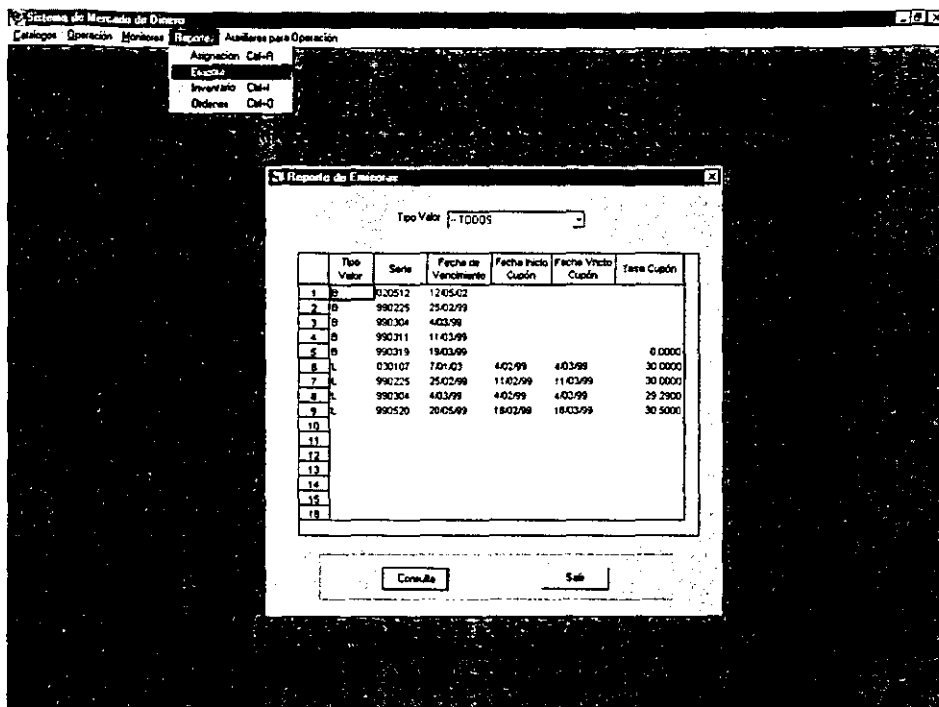 Sistema de Mercado de Dinero
Catalogos Operación Monitores Reportes Auxiliares para Operación
Asignacion Ctrl+A
Inventario Ctrl+I
Ordenes Ctrl+O
Reporte de Emisoras
Tipo Valor -- TODOS
Tipo Valor Serie Fecha de Vencimiento Fecha Inicio Cupón Fecha Vncto Cupón Tasa Cupón
1 B 020512 12/05/02
2 B 990225 25/02/99
3 B 990304 4/03/99
4 B 990311 11/03/99
5 B 990319 19/03/99 0.0000
6 L 030107 7/01/03 4/02/99 4/03/99 30.0000
7 L 990225 25/02/99 11/02/99 11/03/99 30.0000
8 L 990304 4/03/99 4/02/99 4/03/99 29.2900
9 L 990520 20/05/99 18/02/99 18/03/99 30.5000
10
11
12
13
14
15
16
Consulta Salir